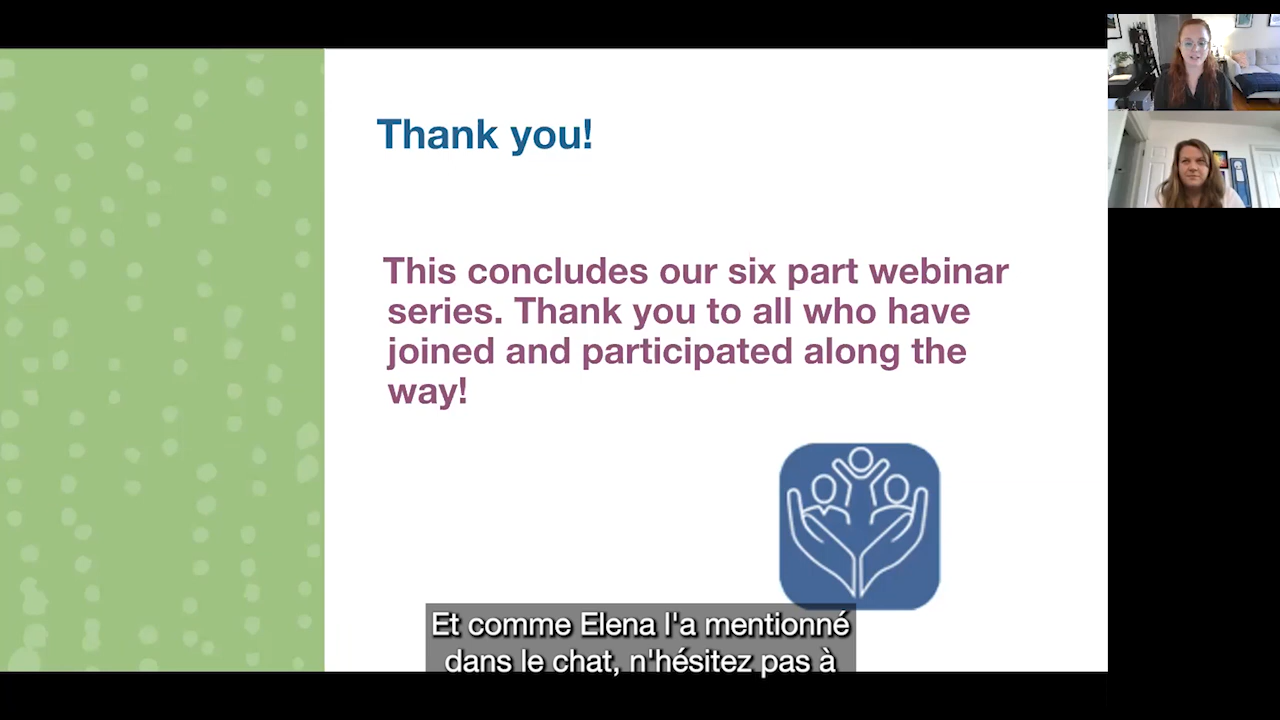 Thank you!
This concludes our six part webinar
series. Thank you to all who have
joined and participated along the
way!
Et comme Elena l'a mentionné
dans le chat, n'hésitez pas à